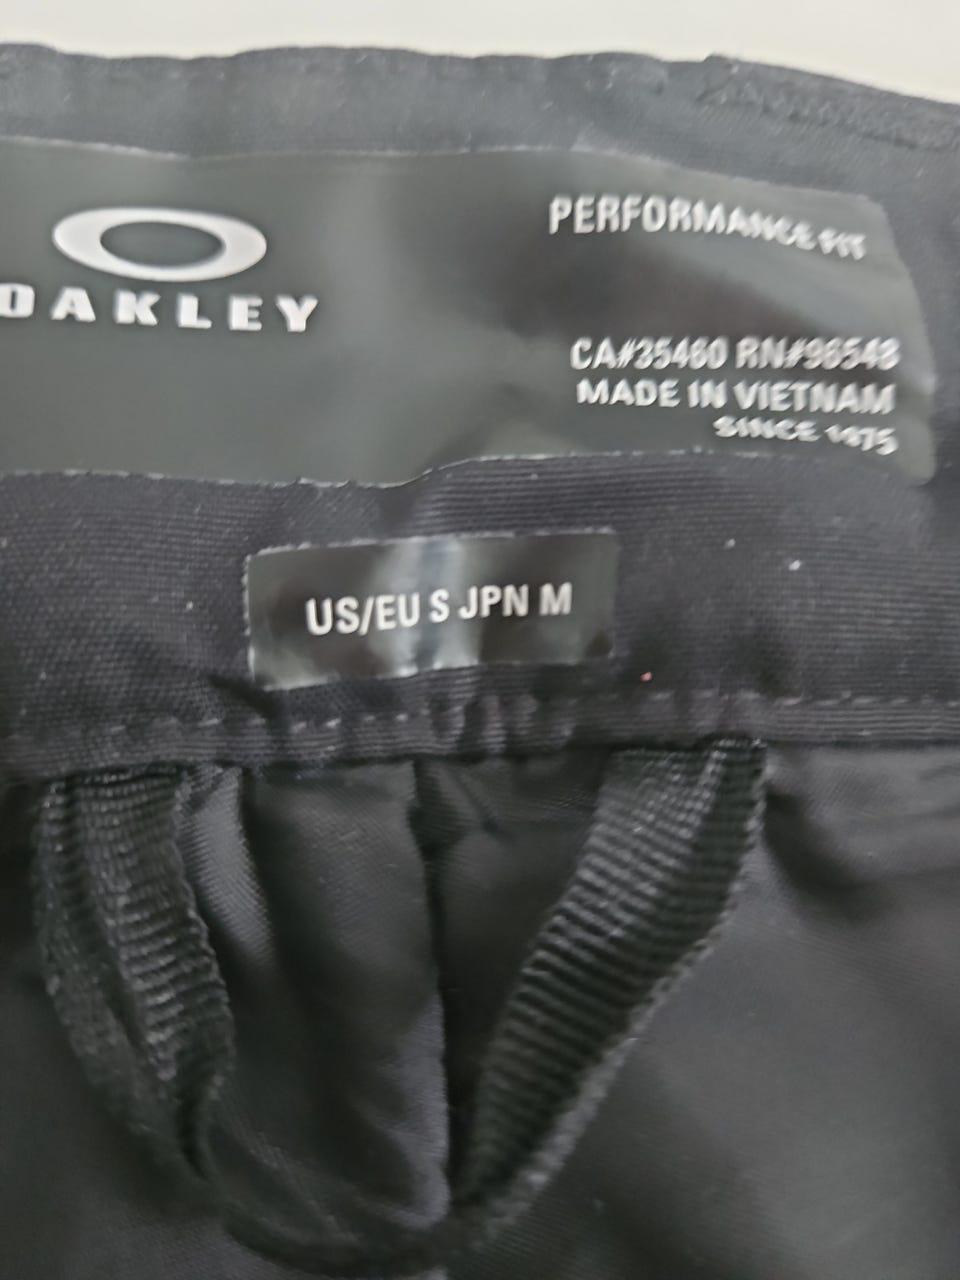 OAKLEY
PERFORMANCE FIT
CA#35460 RN#96548
MADE IN VIETNAM
SINCE 1975
US/EU S JPN M